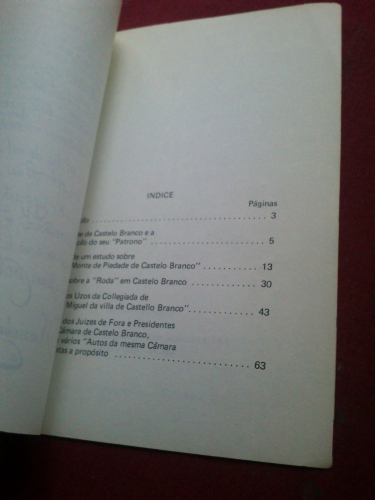 INDICE
Páginas
. . . . . . . . . . . . . . . . . . . . . . . . 3
de Castelo Branco e a
do seu "Patrono" . . . . . . . . . . . . . . . . 5
um estudo sobre
Monte de Piedade de Castelo Branco" . . . . . . . . 13
sobre a "Roda" em Castelo Branco . . . . . . . . . 30
os Uzos da Collegiada de
Miguel da villa de Castello Branco". . . . . . . . . 43
dos Juízes de Fora e Presidentes
Câmara de Castelo Branco,
vários "Autos da mesma Câmara
a propósito . . . . . . . . . . . . . . . . . . . 63